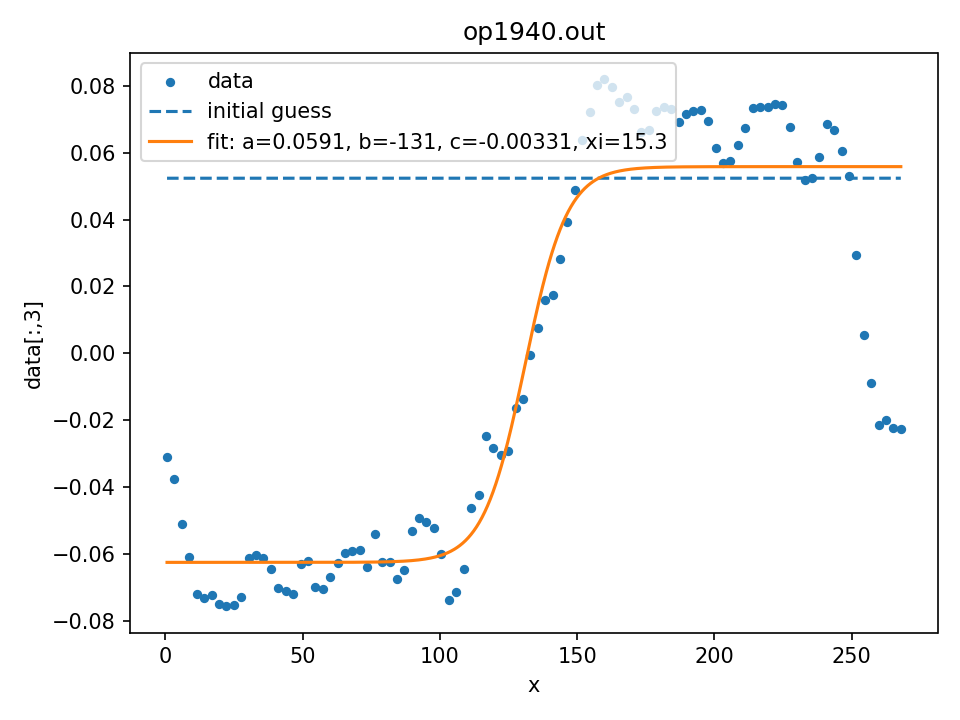 op1940.out
data
initial guess
fit: a=0.0591, b=-131, c=-0.00331, xi=15.3
0.08
0.06
0.04
0.02
0.00
−0.02
−0.04
−0.06
−0.08
data[:,3]
0 50 100 150 200 250
x